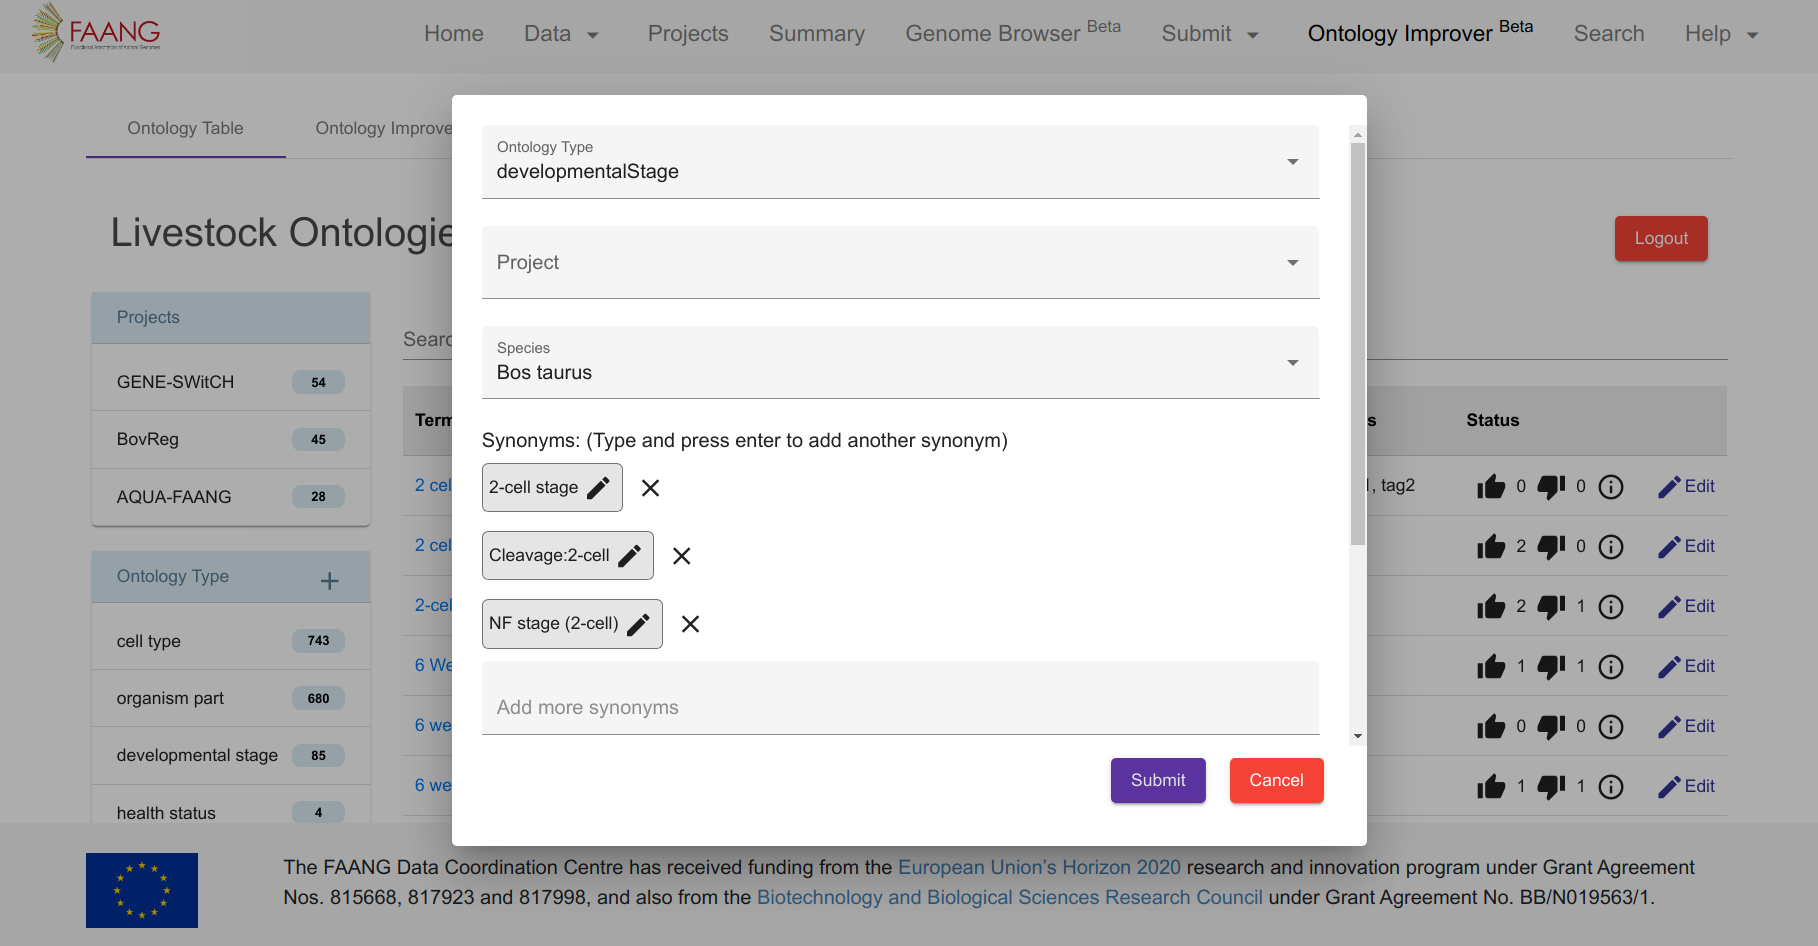 FAANG
Functional Annotation of Animal Genomes
Home
Data
Projects
Summary
Genome Browser Beta
Submit
Ontology Improver Beta
Search
Help
Ontology Table
Ontology Improve
Livestock Ontologie
Logout
Projects
GENE-SWitCH 54
BovReg 45
AQUA-FAANG 28
Ontology Type +
cell type 743
organism part 680
developmental stage 85
health status 4
Searc
Term
s
Status
2 cel
, tag2
0 0 Edit
2 cel
2 0 Edit
2-cel
2 1 Edit
6 We
1 1 Edit
6 we
0 0 Edit
6 we
1 1 Edit
Ontology Type
developmentalStage
Project
Species
Bos taurus
Synonyms: (Type and press enter to add another synonym)
2-cell stage
Cleavage:2-cell
NF stage (2-cell)
Add more synonyms
Submit
Cancel
The FAANG Data Coordination Centre has received funding from the European Union’s Horizon 2020 research and innovation program under Grant Agreement
Nos. 815668, 817923 and 817998, and also from the Biotechnology and Biological Sciences Research Council under Grant Agreement No. BB/N019563/1.